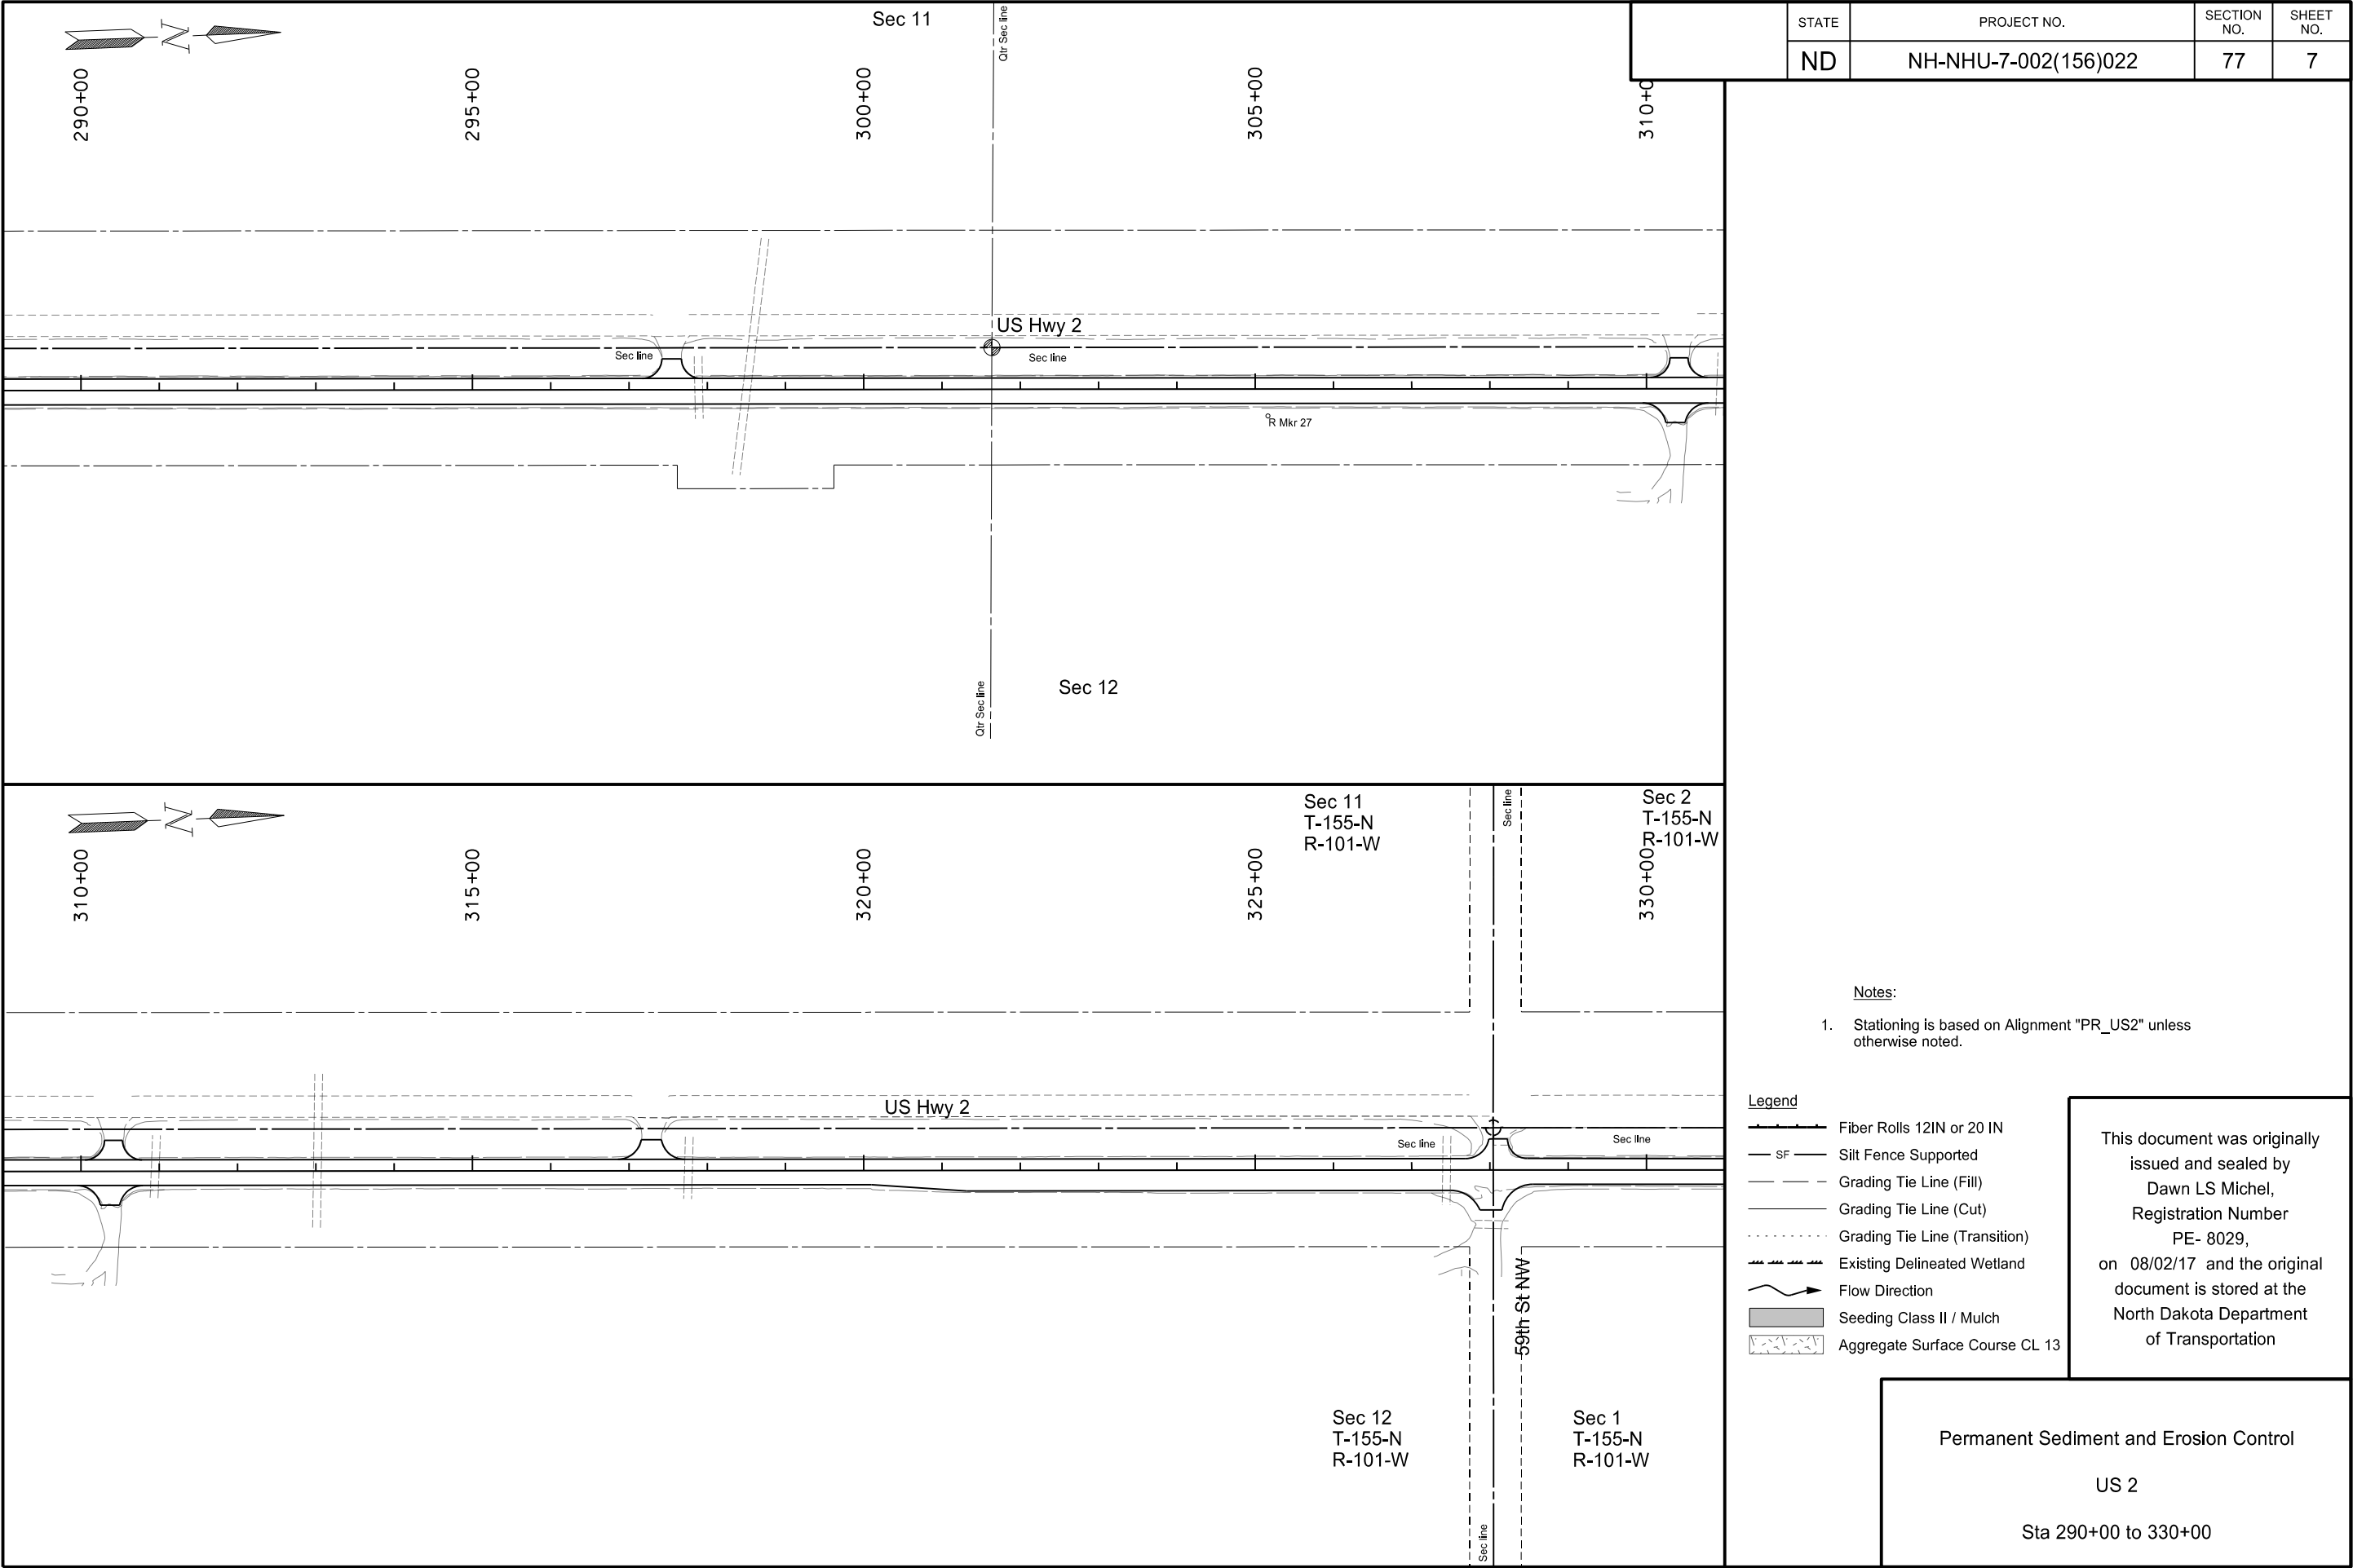 STATE
PROJECT NO.
SECTION NO.
SHEET NO.
ND
NH-NHU-7-002(156)022
77
7
N
Sec 11
Qtr Sec line
290+00
295+00
300+00
305+00
310+0
US Hwy 2
Sec line
Sec line
R Mkr 27
Qtr Sec line
Sec 12
N
310+00
315+00
320+00
325+00
330+00
Sec 11
T-155-N
R-101-W
Sec line
Sec 2
T-155-N
R-101-W
US Hwy 2
Sec line
Sec line
59th St NW
Sec 12
T-155-N
R-101-W
Sec 1
T-155-N
R-101-W
Sec line
Notes:
1. Stationing is based on Alignment "PR_US2" unless
otherwise noted.
Legend
Fiber Rolls 12IN or 20 IN
SF Silt Fence Supported
Grading Tie Line (Fill)
Grading Tie Line (Cut)
Grading Tie Line (Transition)
Existing Delineated Wetland
Flow Direction
Seeding Class II / Mulch
Aggregate Surface Course CL 13
This document was originally
issued and sealed by
Dawn LS Michel,
Registration Number
PE- 8029,
on 08/02/17 and the original
document is stored at the
North Dakota Department
of Transportation
Permanent Sediment and Erosion Control
US 2
Sta 290+00 to 330+00